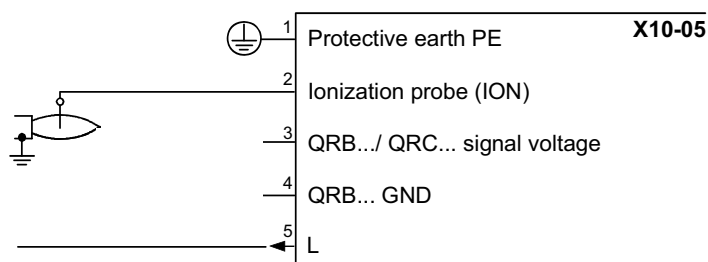 X10-05
1 Protective earth PE
2 Ionization probe (ION)
3 QRB.../ QRC... signal voltage
4 QRB... GND
5 L